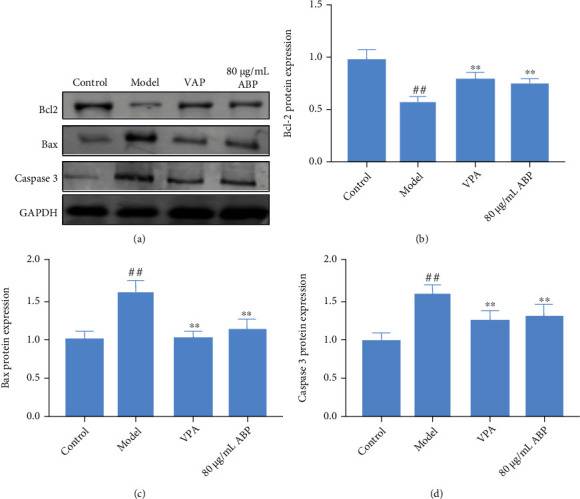 Control Model VAP 80 μg/mL ABP
Bcl2
Bax
Caspase 3
GAPDH
(a)
Bcl-2 protein expression
1.5
1.0
0.5
0.0
##
**
**
Control
Model
VPA
80 μg/mL ABP
(b)
Bax protein expression
2.0
1.5
1.0
0.5
0.0
##
**
**
Control
Model
VPA
80 μg/mL ABP
(c)
Caspase 3 protein expression
2.0
1.5
1.0
0.5
0.0
##
**
**
Control
Model
VPA
80 μg/mL ABP
(d)